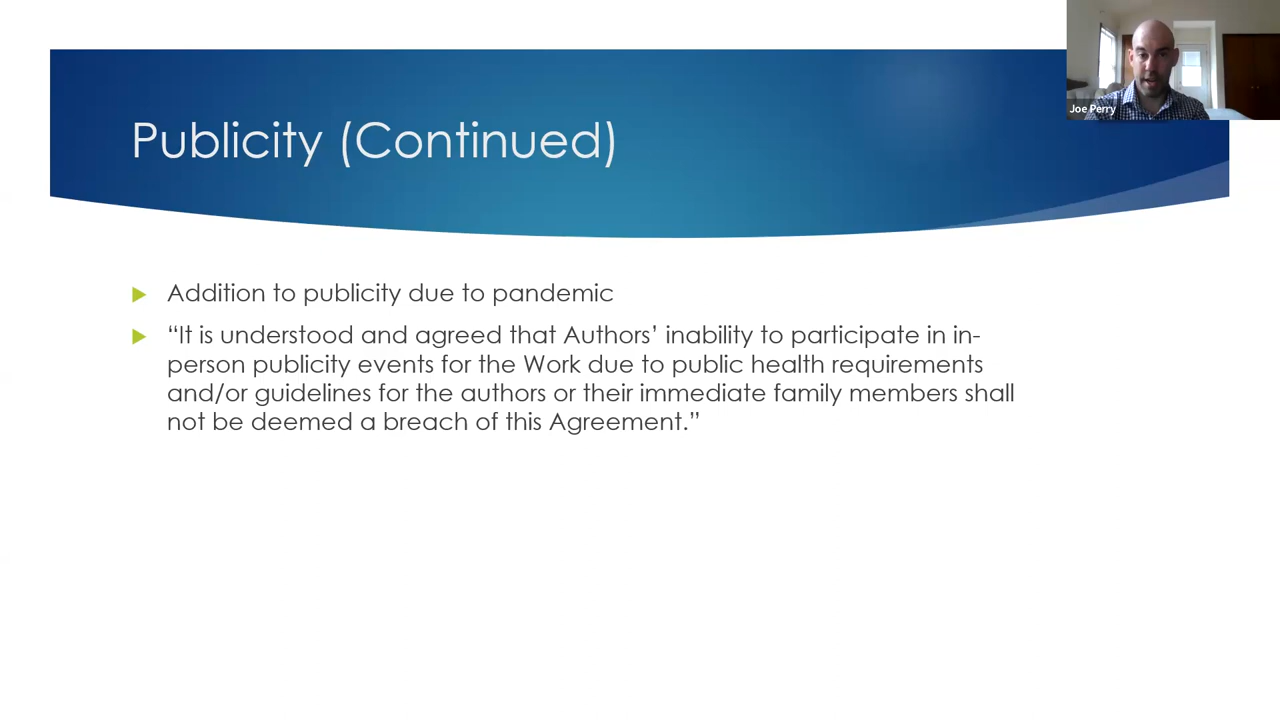 Joe Perry
Publicity (Continued)
Addition to publicity due to pandemic
“It is understood and agreed that Authors’ inability to participate in in-
person publicity events for the Work due to public health requirements
and/or guidelines for the authors or their immediate family members shall
not be deemed a breach of this Agreement.”